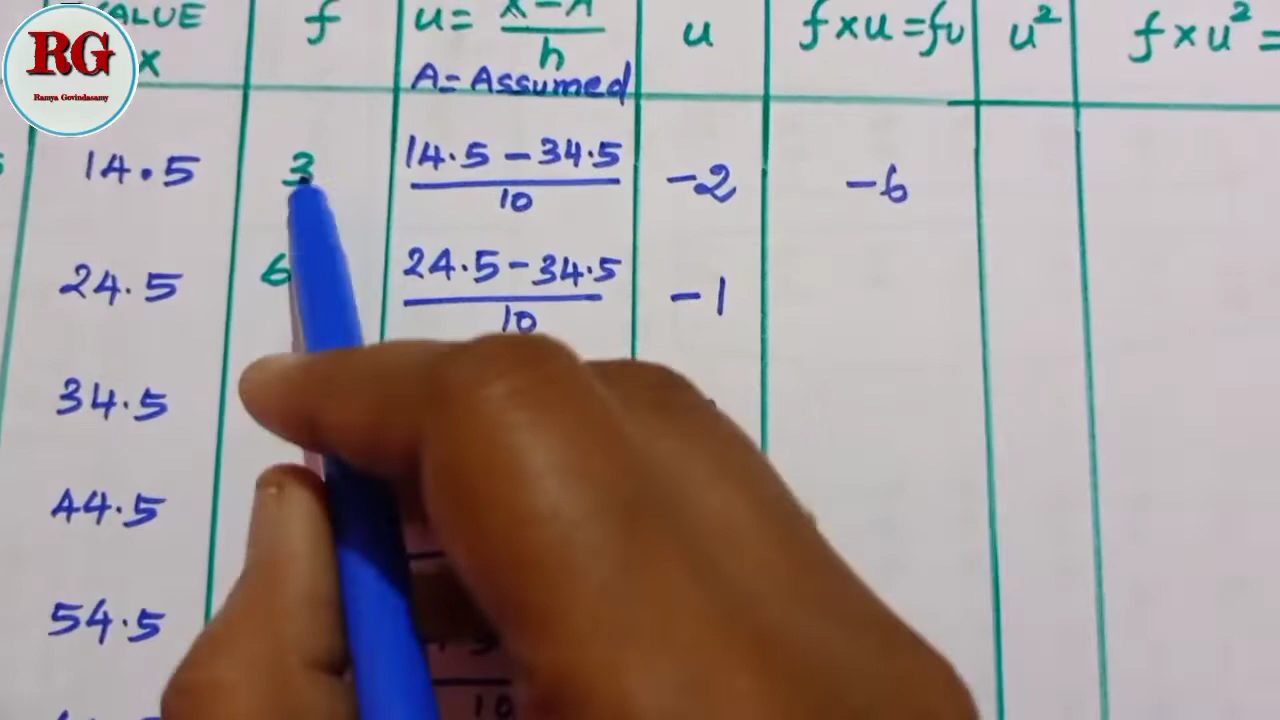 RG
Ramya Govindasamy
VALUE x f u = x - A / h A = Assumed u f x u = fu u² f x u² =
14.5 3 14.5 - 34.5 / 10 -2 -6
24.5 6 24.5 - 34.5 / 10 -1
34.5
44.5
54.5
10